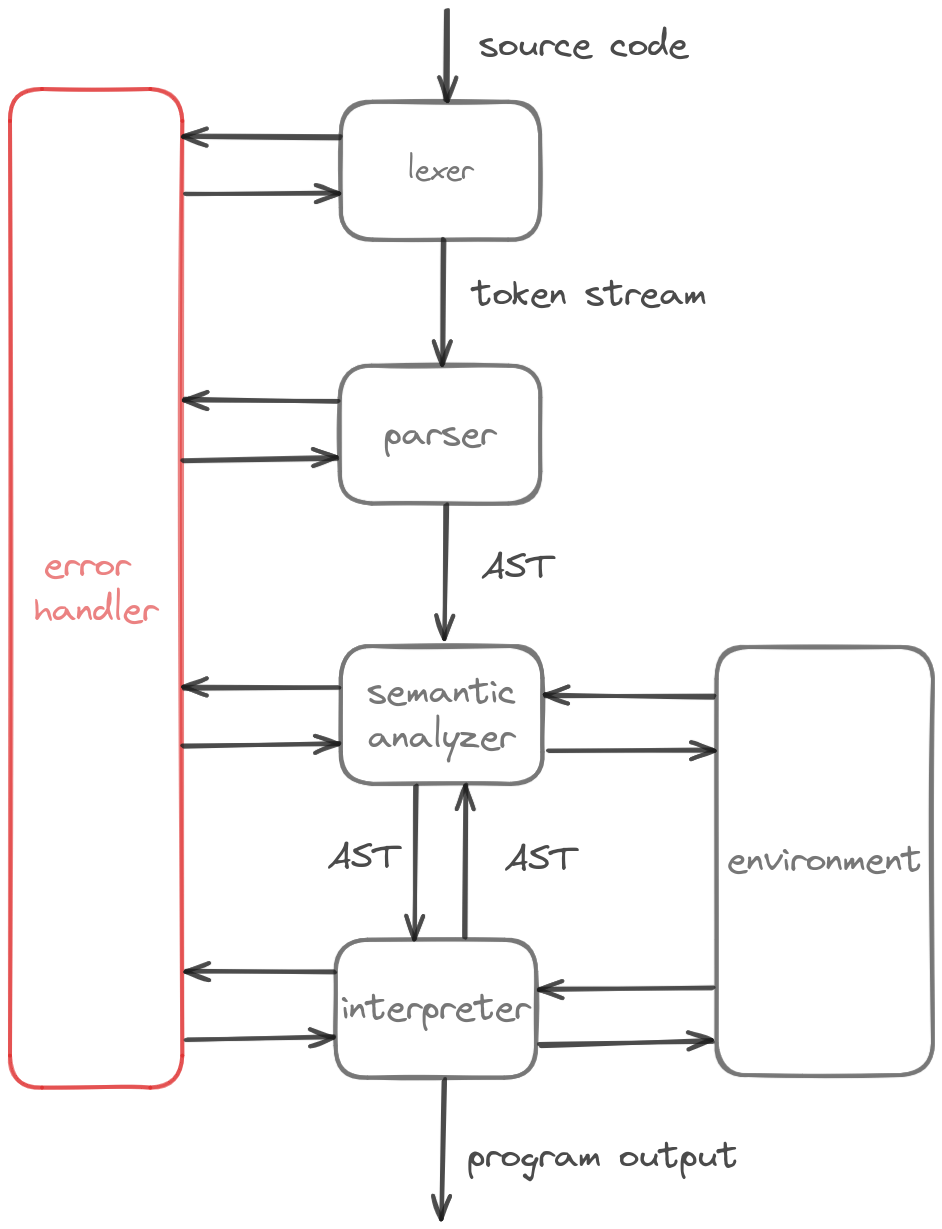 source code
lexer
token stream
parser
AST
error
handler
semantic
analyzer
AST
AST
environment
interpreter
program output